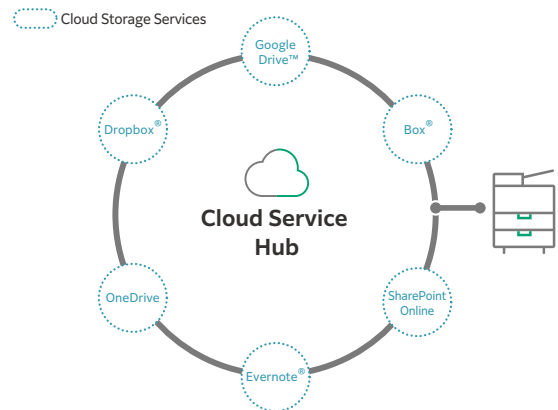 Cloud Storage Services
Google
Drive™
Dropbox®
Box®
Cloud Service
Hub
OneDrive
SharePoint
Online
Evernote®